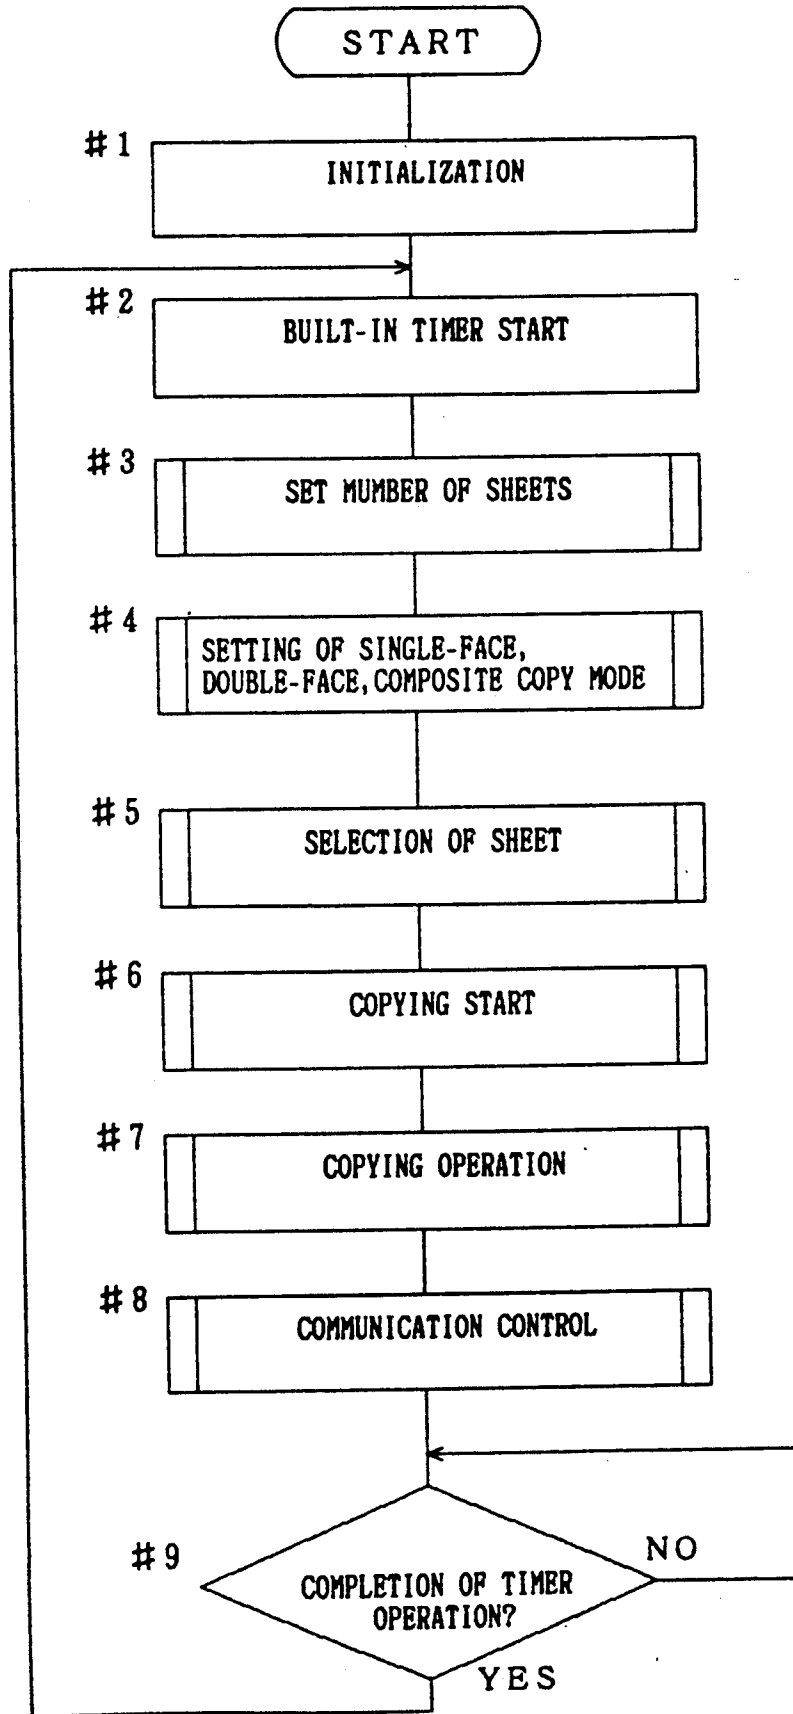 START
#1
INITIALIZATION
#2
BUILT-IN TIMER START
#3
SET MUMBER OF SHEETS
#4
SETTING OF SINGLE-FACE,
DOUBLE-FACE, COMPOSITE COPY MODE
#5
SELECTION OF SHEET
#6
COPYING START
#7
COPYING OPERATION
#8
COMMUNICATION CONTROL
#9
NO
COMPLETION OF TIMER
OPERATION?
YES